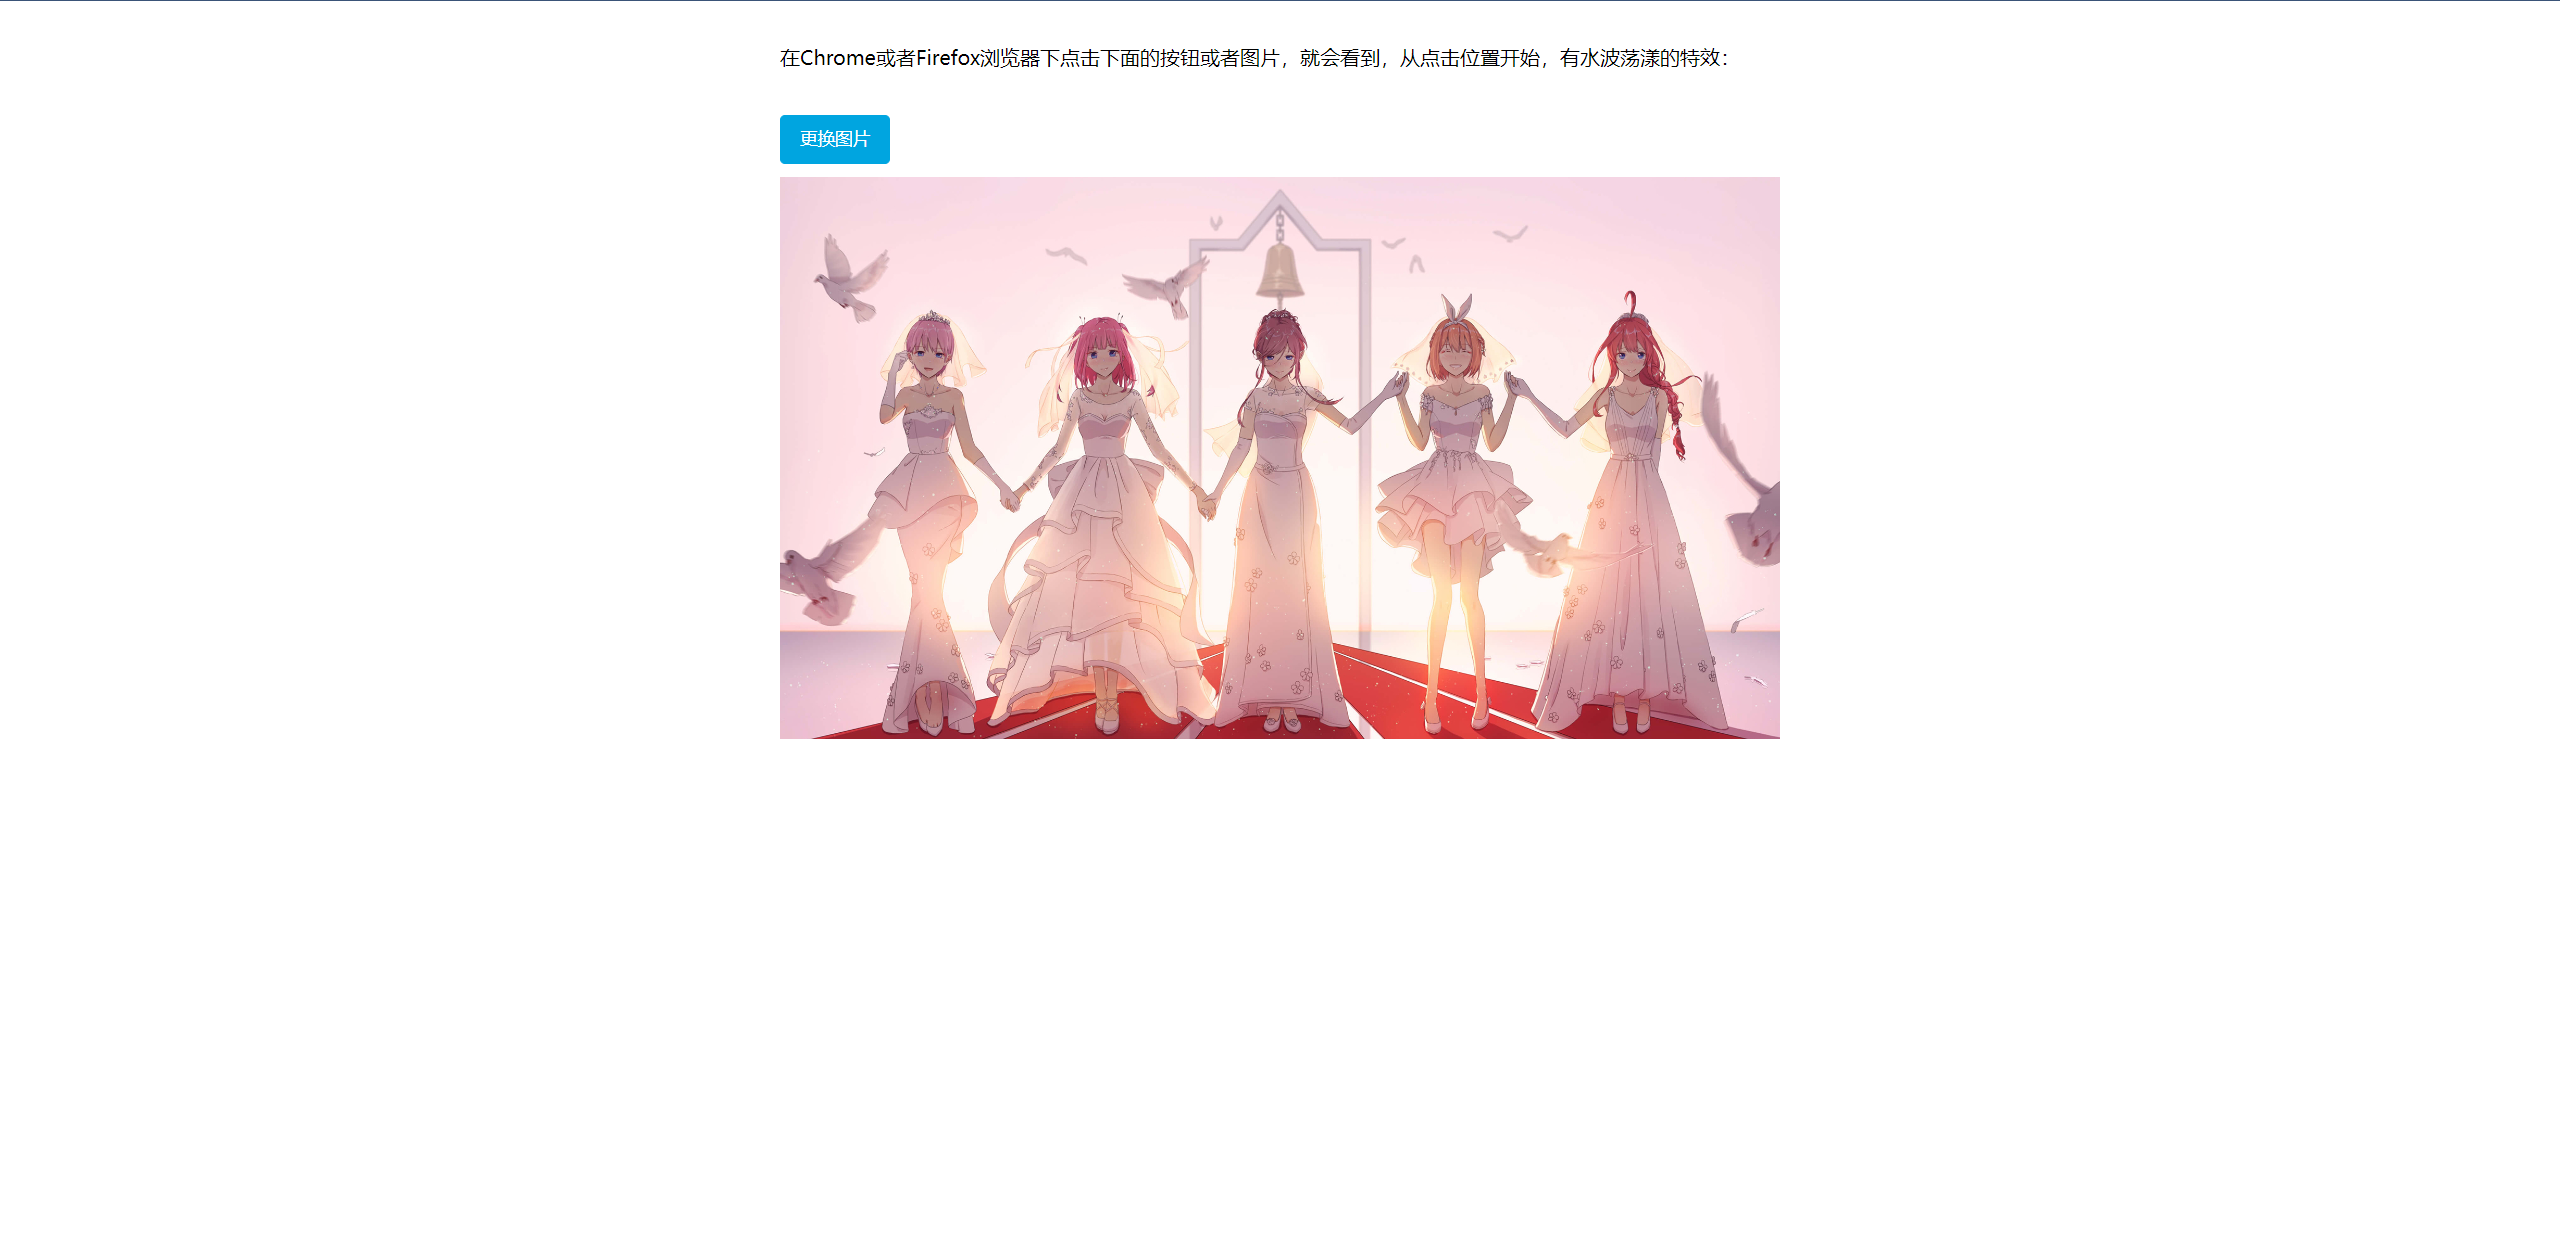 在Chrome或者Firefox浏览器下点击下面的按钮或者图片，就会看到，从点击位置开始，有水波荡漾的特效：
更换图片